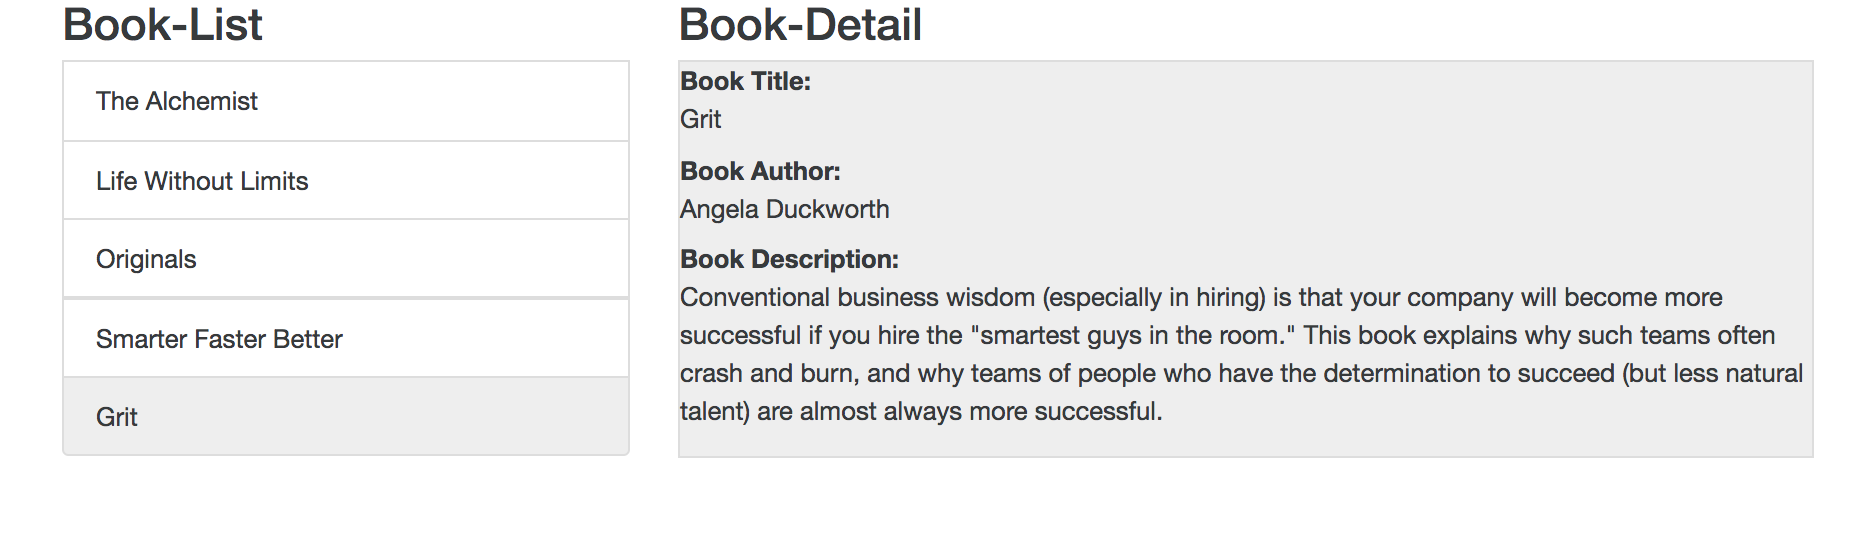 Book-List
The Alchemist
Life Without Limits
Originals
Smarter Faster Better
Grit
Book-Detail
Book Title:
Grit
Book Author:
Angela Duckworth
Book Description:
Conventional business wisdom (especially in hiring) is that your company will become more
successful if you hire the "smartest guys in the room." This book explains why such teams often
crash and burn, and why teams of people who have the determination to succeed (but less natural
talent) are almost always more successful.